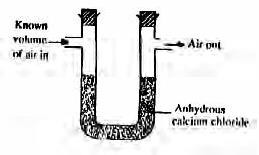 Known
volume
of air in
Air out
Anhydrous
calcium chloride